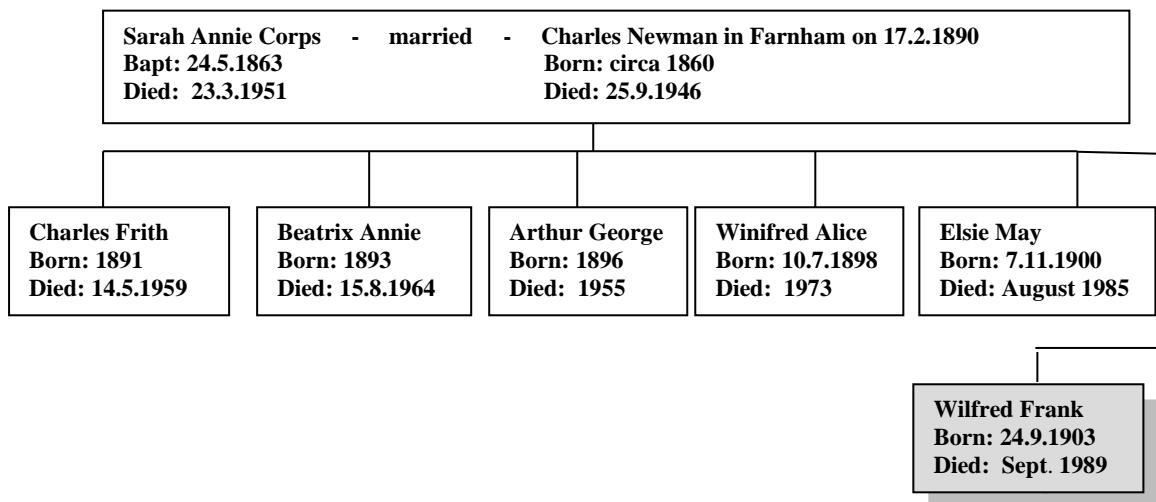 Sarah Annie Corps - married - Charles Newman in Farnham on 17.2.1890
Bapt: 24.5.1863 Born: circa 1860
Died: 23.3.1951 Died: 25.9.1946
Charles Frith
Born: 1891
Died: 14.5.1959
Beatrix Annie
Born: 1893
Died: 15.8.1964
Arthur George
Born: 1896
Died: 1955
Winifred Alice
Born: 10.7.1898
Died: 1973
Elsie May
Born: 7.11.1900
Died: August 1985
Wilfred Frank
Born: 24.9.1903
Died: Sept. 1989